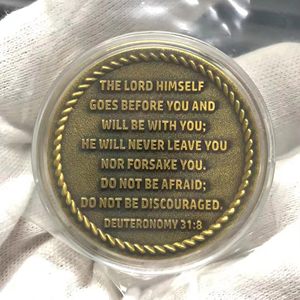 THE LORD HIMSELF
GOES BEFORE YOU AND
WILL BE WITH YOU;
HE WILL NEVER LEAVE YOU
NOR FORSAKE YOU.
DO NOT BE AFRAID;
DO NOT BE DISCOURAGED.
DEUTERONOMY 31:8